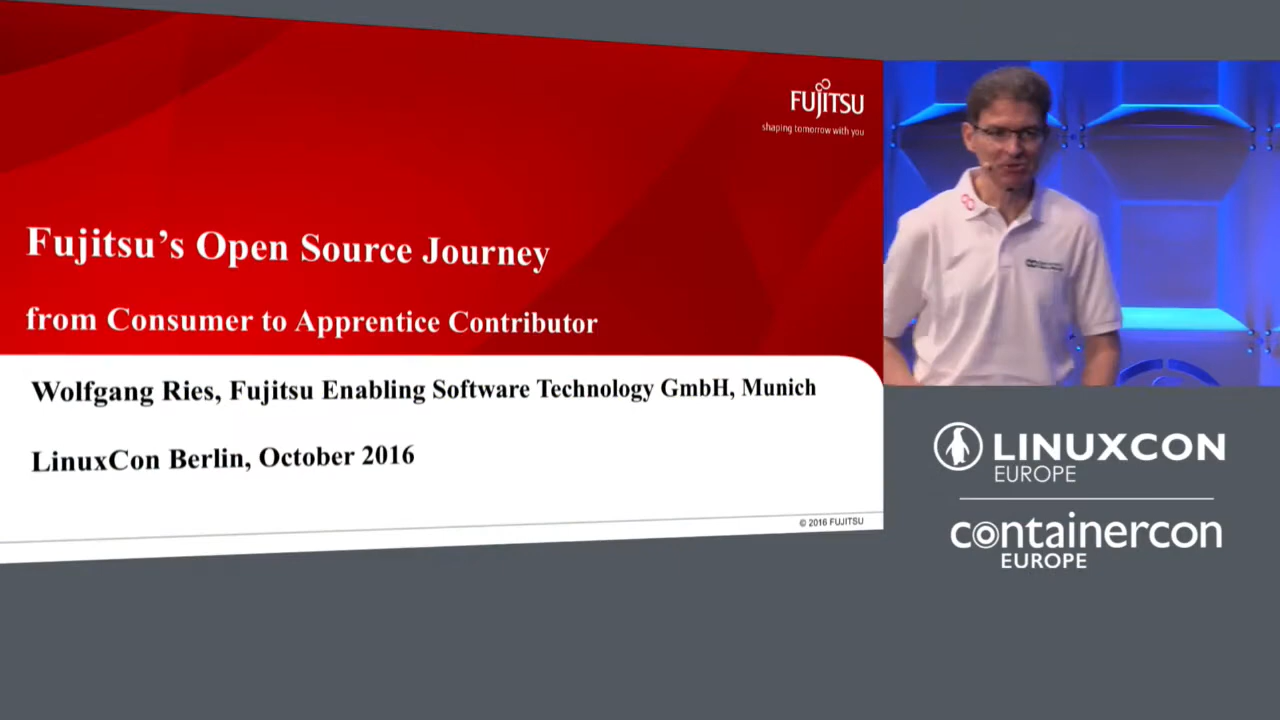 FUJITSU
shaping tomorrow with you
Fujitsu's Open Source Journey
from Consumer to Apprentice Contributor
Wolfgang Ries, Fujitsu Enabling Software Technology GmbH, Munich
LinuxCon Berlin, October 2016
© 2016 FUJITSU
LINUXCON
EUROPE
containercon
EUROPE